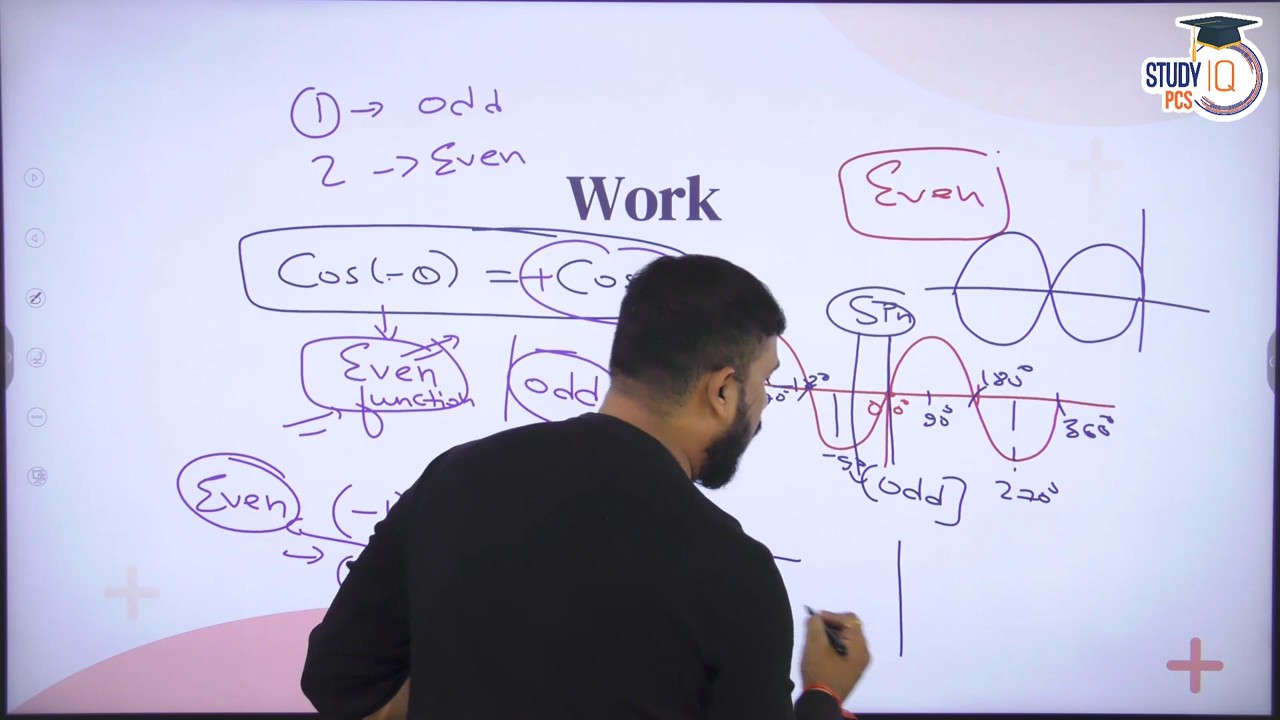 STUDY IQ
PCS
① → odd
2 → Even
Work
Even
Cos(-θ) = +Cos
Sin
Even
function
odd
180°
0
90°
360°
270°
(Odd]
Even
(-1